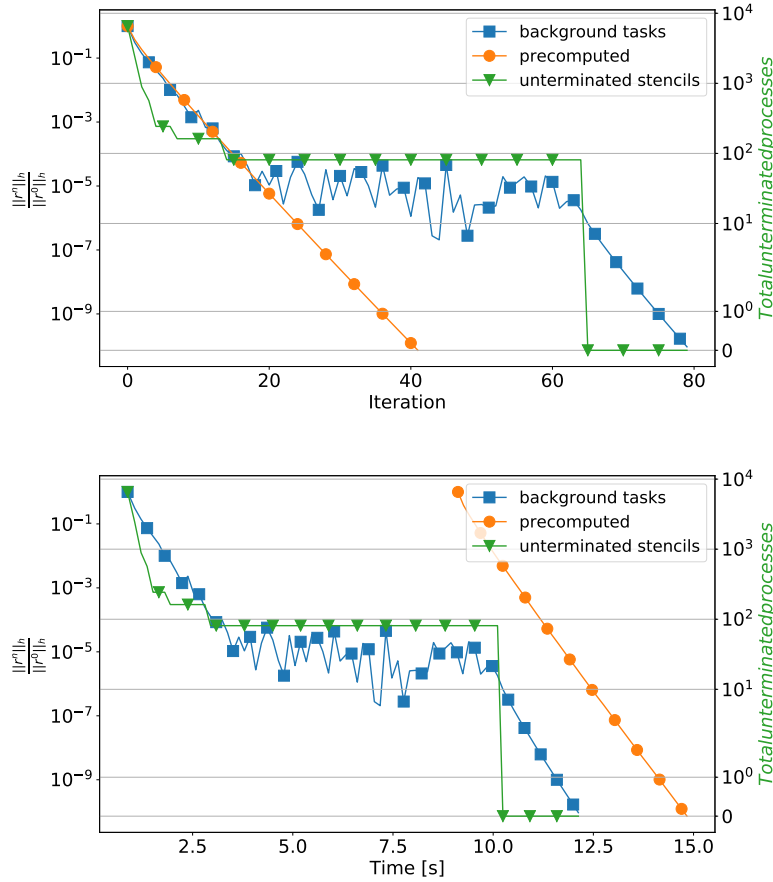 10^4
10^3
10^2
10^1
10^0
0
10^-1
10^-3
10^-5
10^-7
10^-9
||r^n||_h
||r^0||_h
background tasks
precomputed
unterminated stencils
Totalunterminatedprocesses
0 20 40 60 80
Iteration
10^4
10^3
10^2
10^1
10^0
0
10^-1
10^-3
10^-5
10^-7
10^-9
||r^n||_h
||r^0||_h
background tasks
precomputed
unterminated stencils
Totalunterminatedprocesses
2.5 5.0 7.5 10.0 12.5 15.0
Time [s]